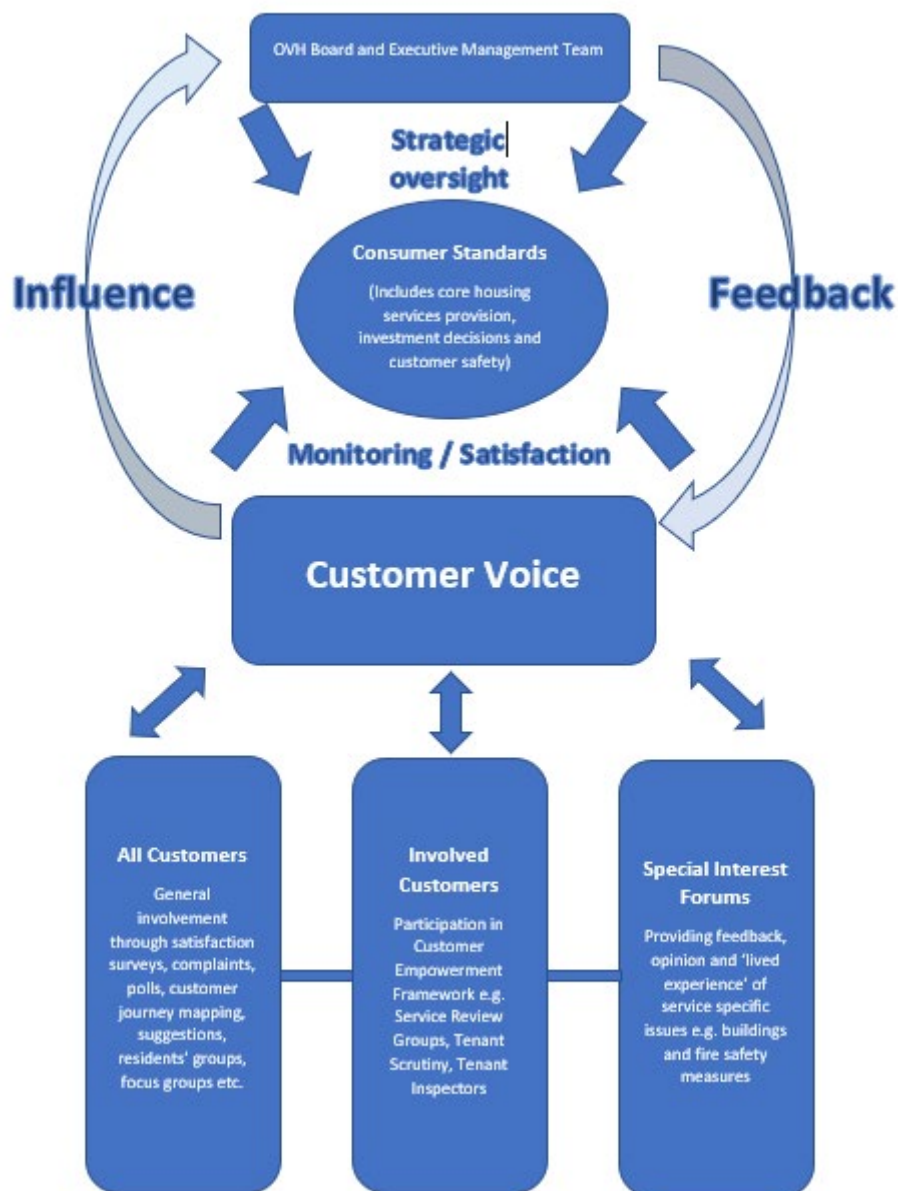 OVH Board and Executive Management Team
Strategic
oversight
Influence
Feedback
Consumer Standards
(Includes core housing
services provision,
investment decisions and
customer safety)
Monitoring / Satisfaction
Customer Voice
All Customers
General
involvement
through satisfaction
surveys, complaints,
polls, customer
journey mapping,
suggestions,
residents' groups,
focus groups etc.
Involved
Customers
Participation in
Customer
Empowerment
Framework e.g.
Service Review
Groups, Tenant
Scrutiny, Tenant
Inspectors
Special Interest
Forums
Providing feedback,
opinion and ‘lived
experience’ of
service specific
issues e.g. buildings
and fire safety
measures